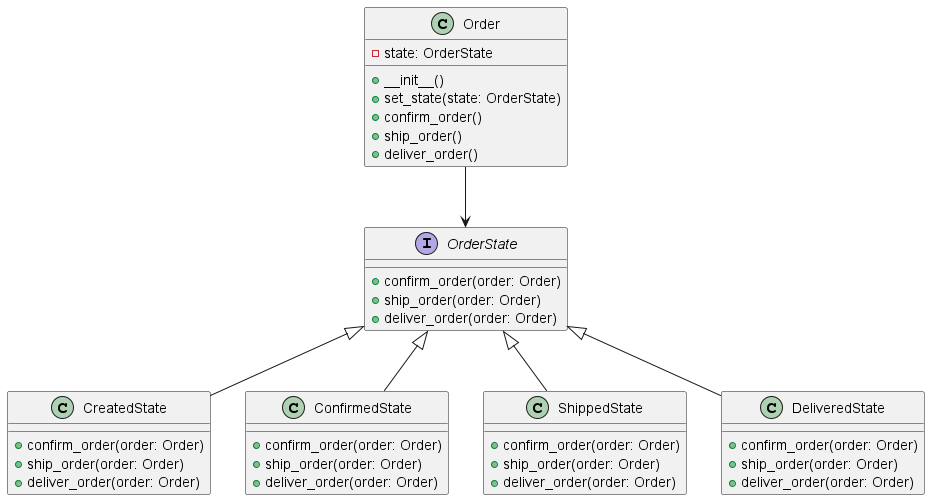 C Order
state: OrderState
__init__()
set_state(state: OrderState)
confirm_order()
ship_order()
deliver_order()
I OrderState
confirm_order(order: Order)
ship_order(order: Order)
deliver_order(order: Order)
C CreatedState
confirm_order(order: Order)
ship_order(order: Order)
deliver_order(order: Order)
C ConfirmedState
confirm_order(order: Order)
ship_order(order: Order)
deliver_order(order: Order)
C ShippedState
confirm_order(order: Order)
ship_order(order: Order)
deliver_order(order: Order)
C DeliveredState
confirm_order(order: Order)
ship_order(order: Order)
deliver_order(order: Order)